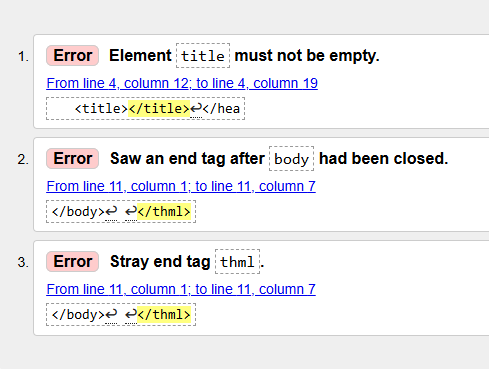 1. Error Element title must not be empty.
From line 4, column 12; to line 4, column 19
<title></title>↩</hea
2. Error Saw an end tag after body had been closed.
From line 11, column 1; to line 11, column 7
</body>↩ ↩</thml>
3. Error Stray end tag thml.
From line 11, column 1; to line 11, column 7
</body>↩ ↩</thml>